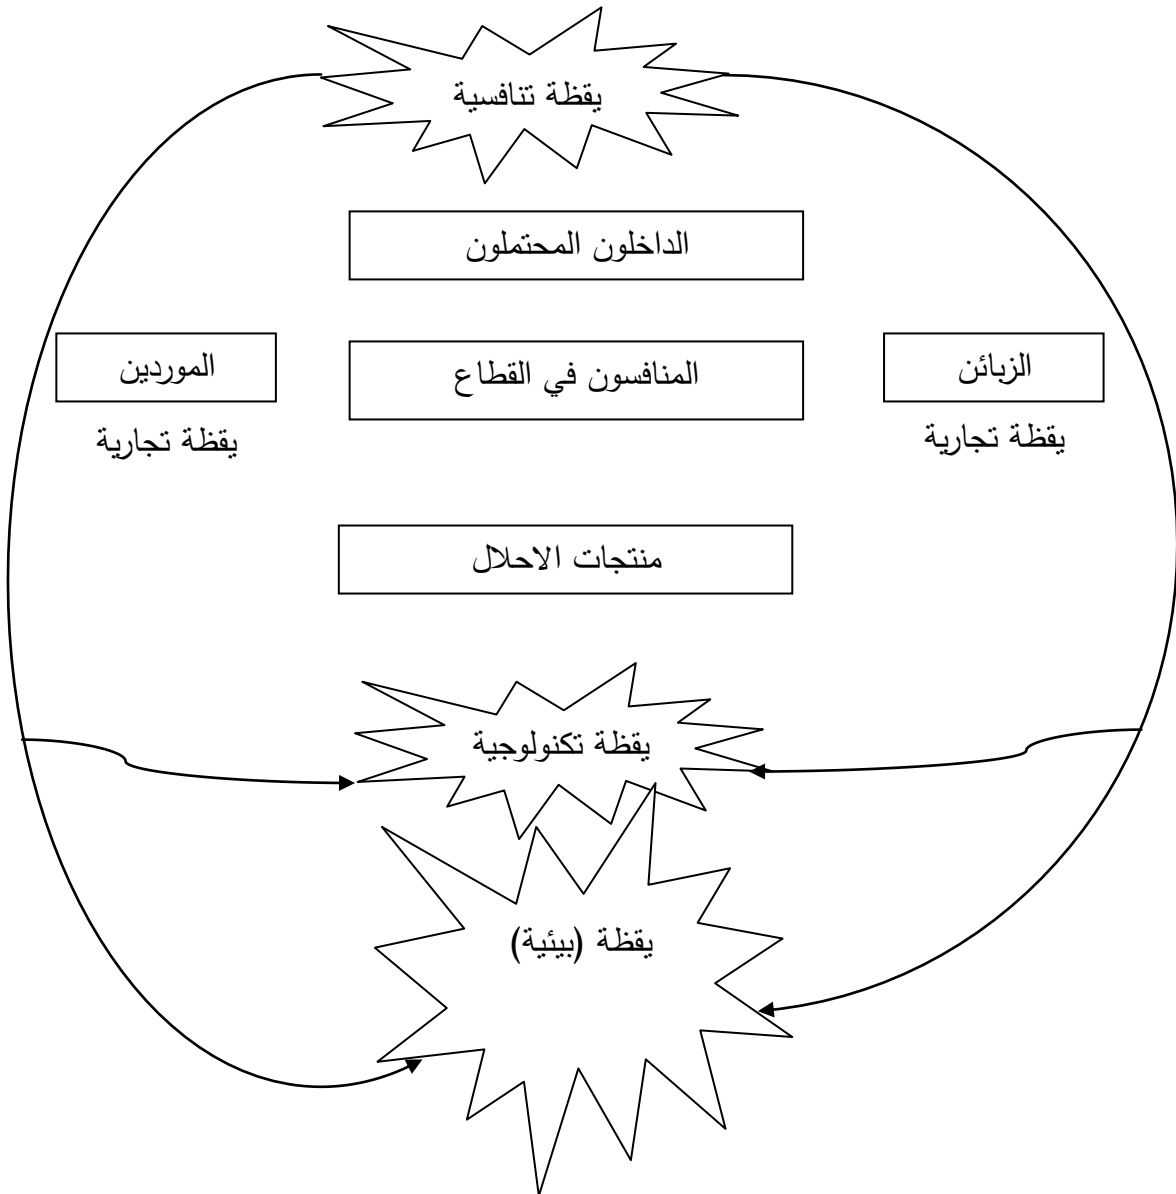 يقظة تنافسية
الداخلون المحتملون
الزبائن
المنافسون في القطاع
الموردين
يقظة تجارية
يقظة تجارية
منتجات الاحلال
يقظة تكنولوجية
يقظة (بيئية)